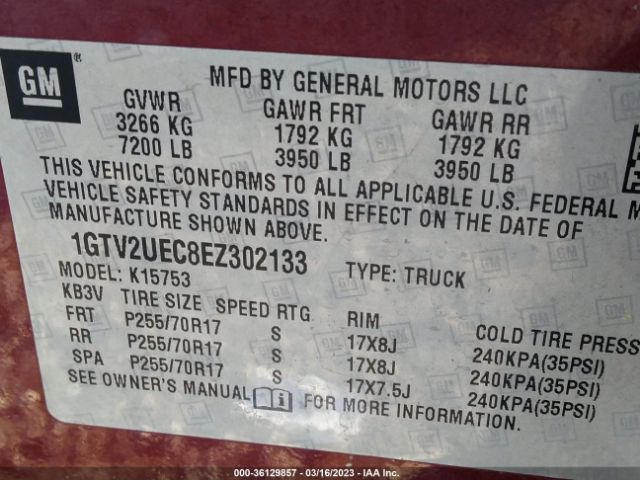 GM ®
MFD BY GENERAL MOTORS LLC
GVWR GAWR FRT GAWR RR
3266 KG 1792 KG 1792 KG
7200 LB 3950 LB 3950 LB
THIS VEHICLE CONFORMS TO ALL APPLICABLE U.S. FEDERAL M
VEHICLE SAFETY STANDARDS IN EFFECT ON THE DATE OF
MANUFACTURE SHOWN ABOVE.
1GTV2UEC8EZ302133
MODEL: K15753 TYPE: TRUCK
KB3V TIRE SIZE SPEED RTG RIM COLD TIRE PRESS
FRT P255/70R17 S 17X8J 240KPA(35PSI)
RR P255/70R17 S 17X8J 240KPA(35PSI)
SPA P255/70R17 S 17X7.5J 240KPA(35PSI)
SEE OWNER'S MANUAL FOR MORE INFORMATION.
000-36129857 / 03/16/2023 / IAA Inc.